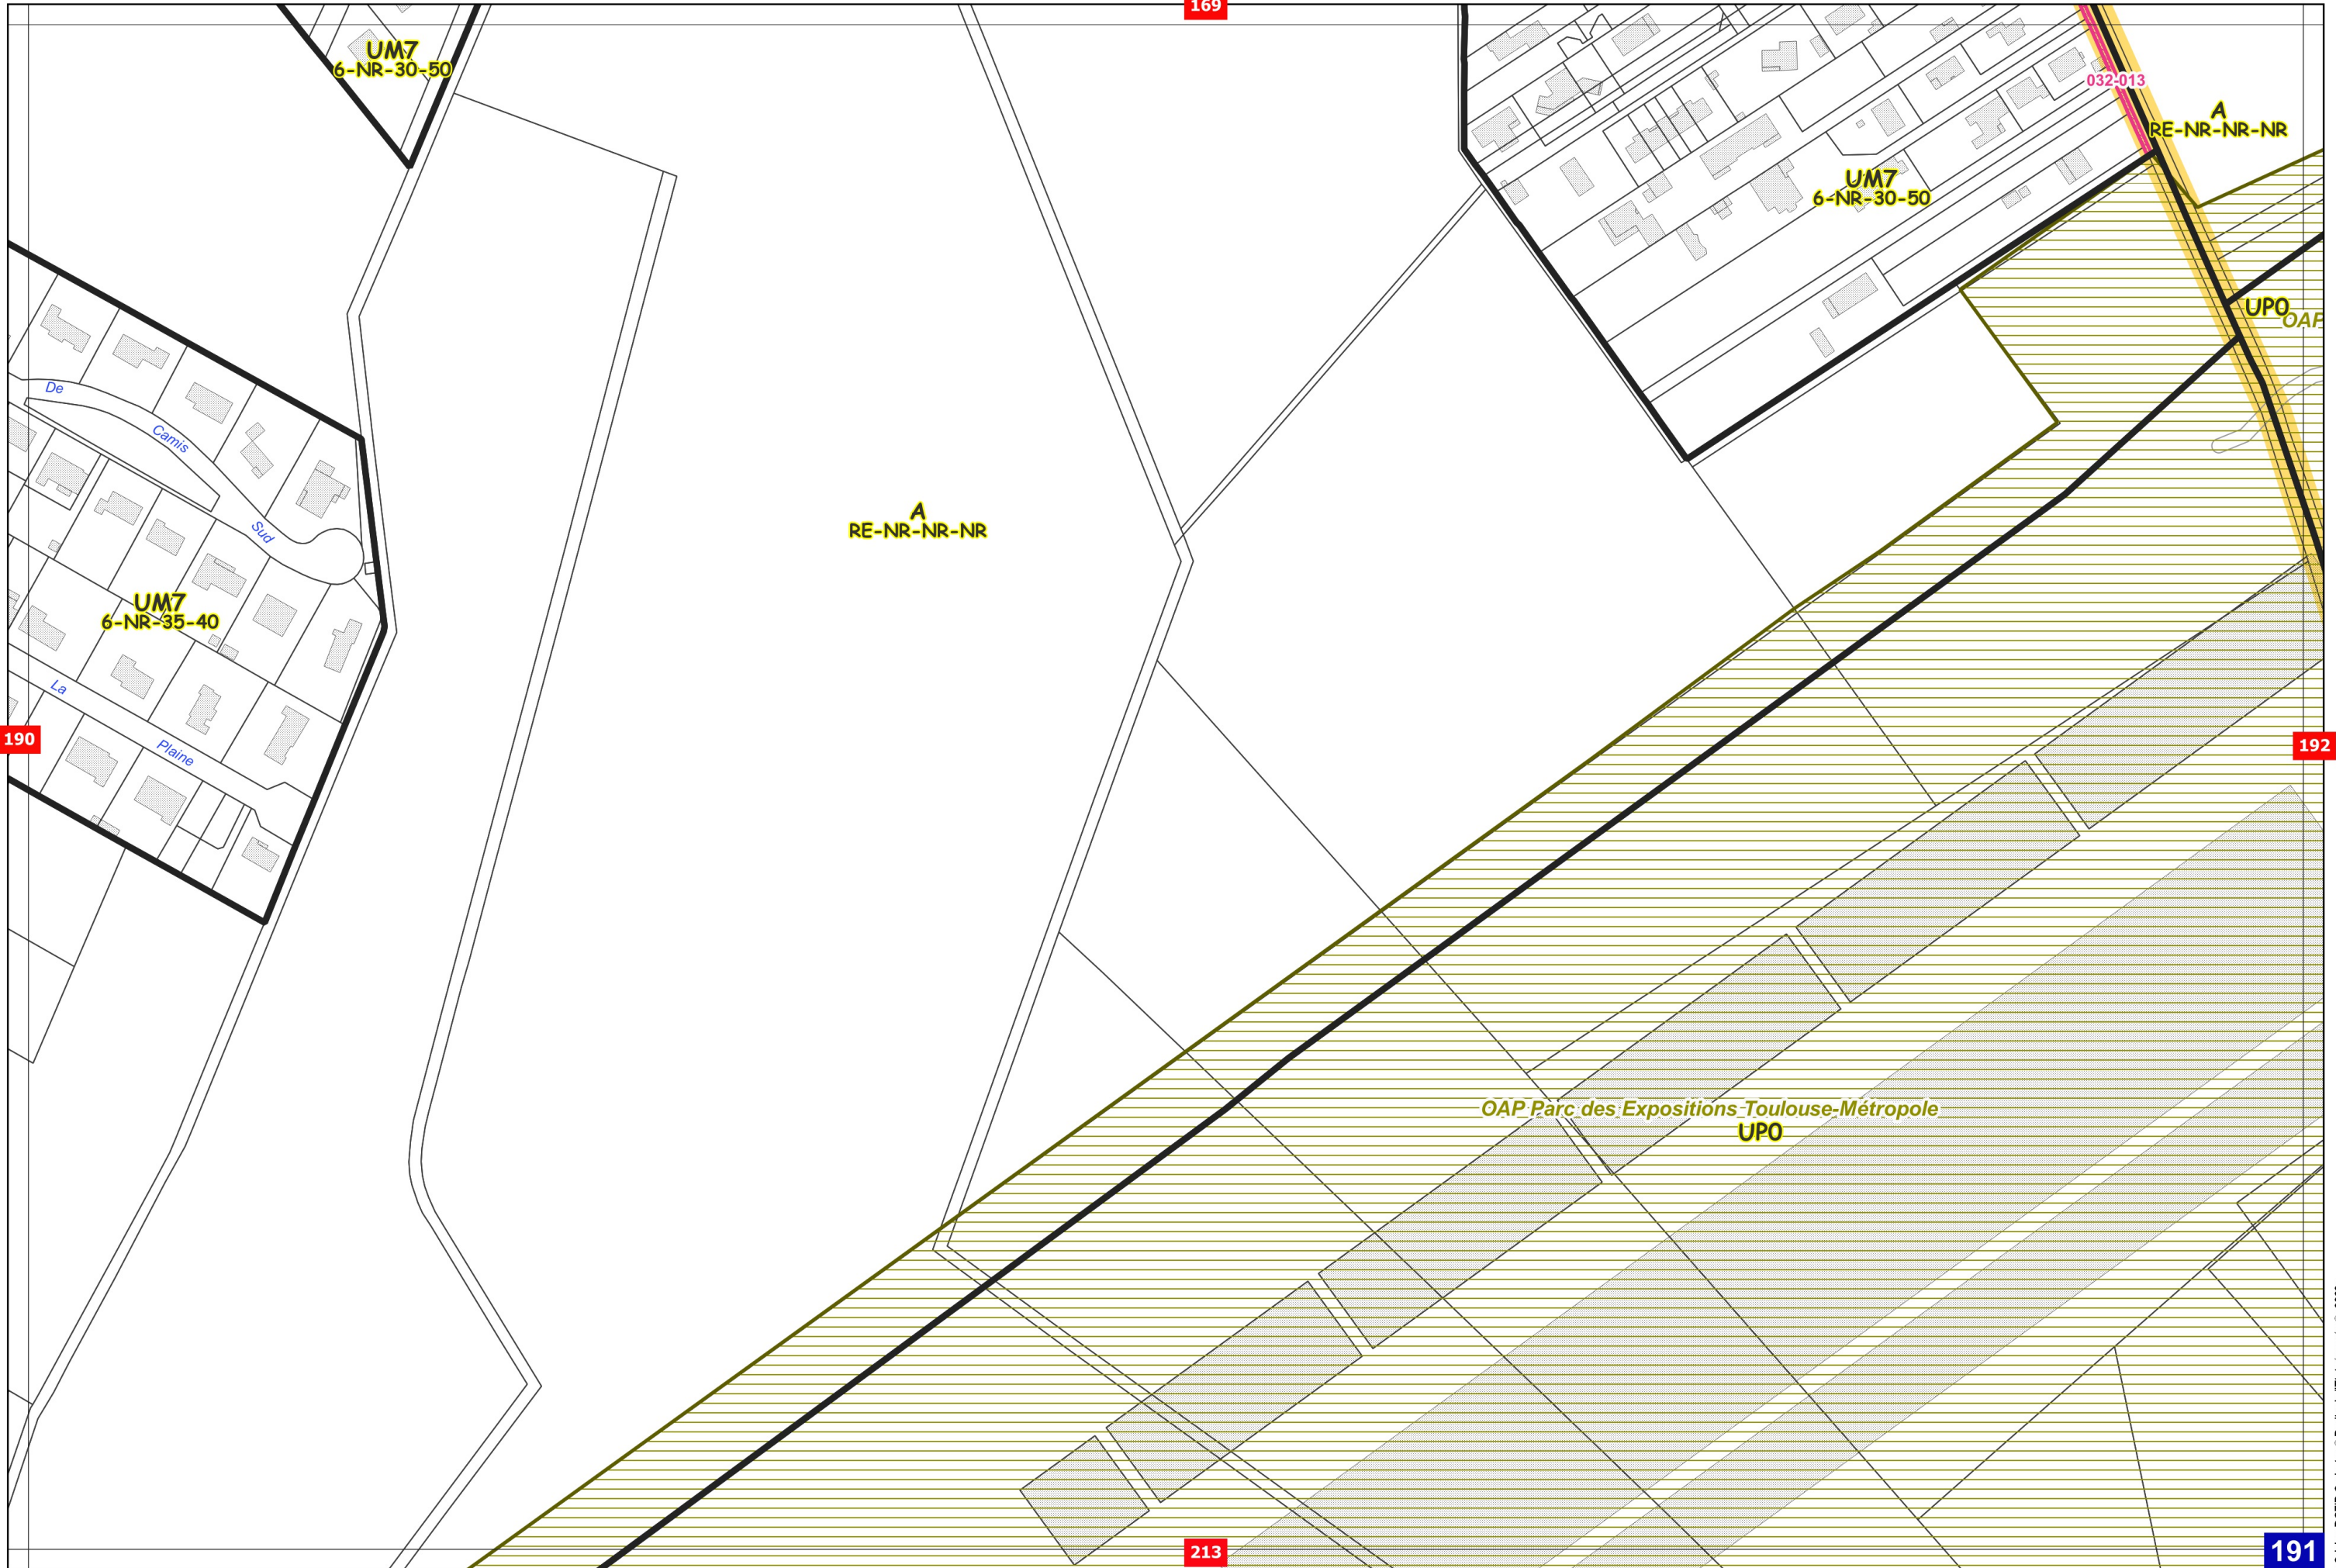 169
UM7
6-NR-30-50
032-013
A
RE-NR-NR-NR
UM7
6-NR-30-50
UP0
OAP
De
Camis
Sud
A
RE-NR-NR-NR
UM7
6-NR-35-40
La
Plaine
190
192
OAP Parc des Expositions Toulouse-Métropole
UP0
213
191